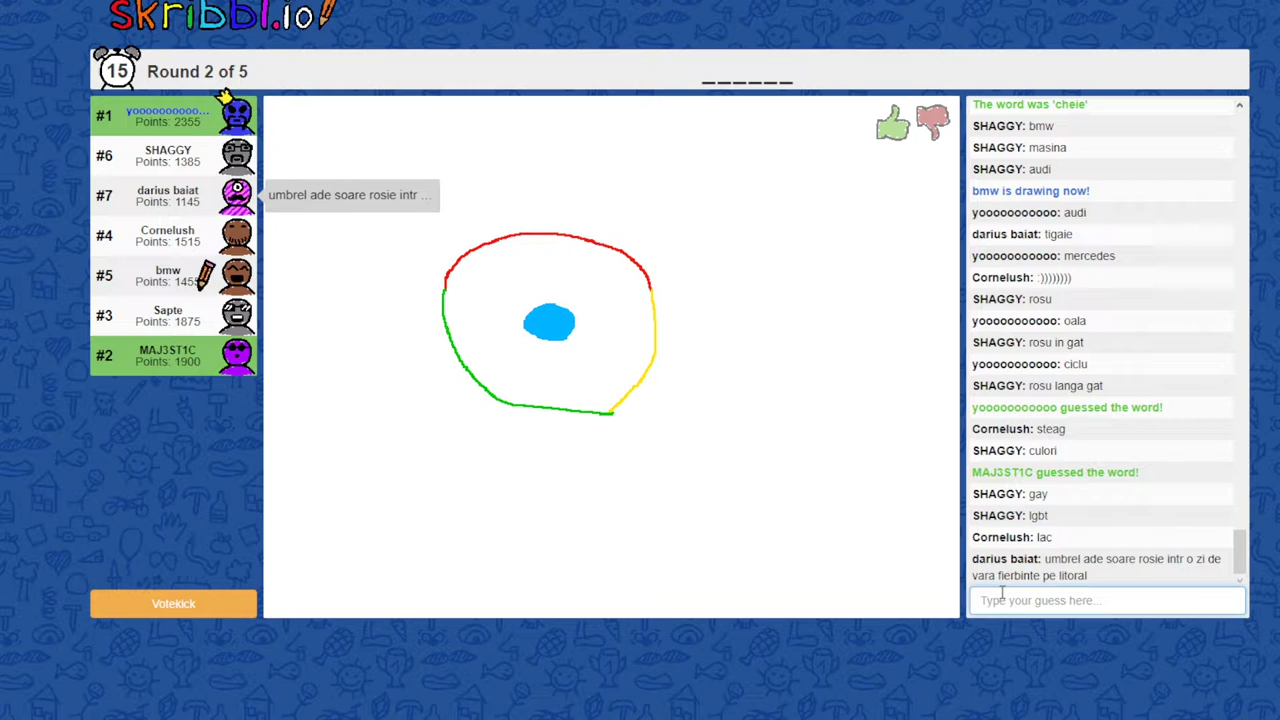 skribbl.io
15
Round 2 of 5
______
#1
yooooooooo...
Points: 2355
#6
SHAGGY
Points: 1385
#7
darius baiat
Points: 1145
umbrel ade soare rosie intr ...
#4
Cornelush
Points: 1515
#5
bmw
Points: 1455
#3
Sapte
Points: 1875
#2
MAJ3ST1C
Points: 1900
Votekick
The word was 'cheie'
SHAGGY: bmw
SHAGGY: masina
SHAGGY: audi
bmw is drawing now!
yooooooooooo: audi
darius baiat: tigaie
yooooooooooo: mercedes
Cornelush: :))))))))
SHAGGY: rosu
yooooooooooo: oala
SHAGGY: rosu in gat
yooooooooooo: ciclu
SHAGGY: rosu langa gat
yooooooooooo guessed the word!
Cornelush: steag
SHAGGY: culori
MAJ3ST1C guessed the word!
SHAGGY: gay
SHAGGY: lgbt
Cornelush: lac
darius baiat: umbrel ade soare rosie intr o zi de
vara fierbinte pe litoral
Type your guess here...